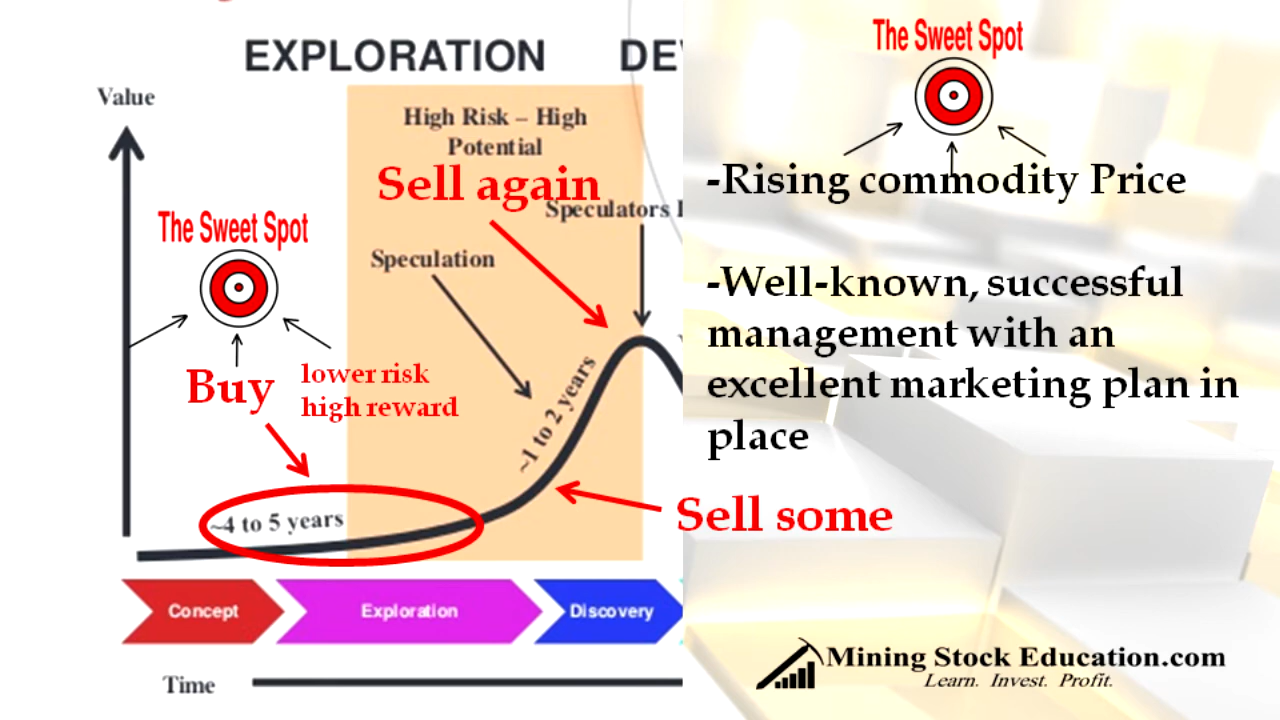 EXPLORATION DEV
Value
High Risk – High
Potential
Sell again
Speculators
The Sweet Spot
Speculation
Buy
lower risk
high reward
~1 to 2 years
~4 to 5 years
Concept
Exploration
Discovery
Time
The Sweet Spot
-Rising commodity Price
-Well-known, successful
management with an
excellent marketing plan in
place
Sell some
Mining Stock Education.com
Learn. Invest. Profit.